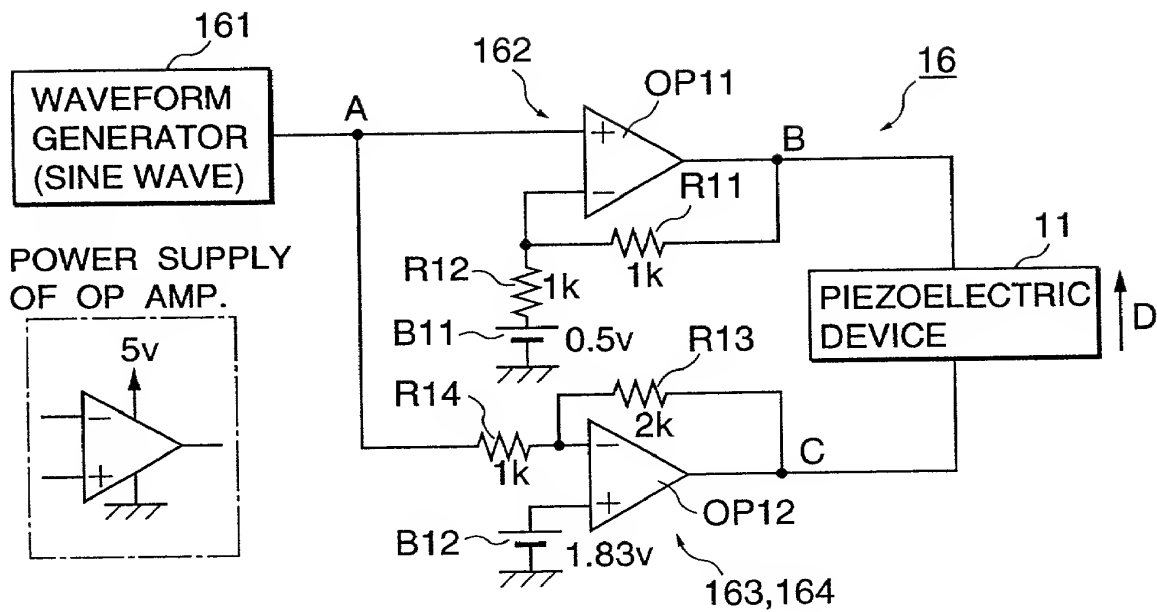 161
WAVEFORM
GENERATOR
(SINE WAVE)
A
162
OP11
16
B
R11
1k
R12
1k
B11
0.5v
11
PIEZOELECTRIC
DEVICE
D
POWER SUPPLY
OF OP AMP.
5v
−
+
+
−
R13
2k
R14
1k
−
+
C
OP12
B12
1.83v
163,164